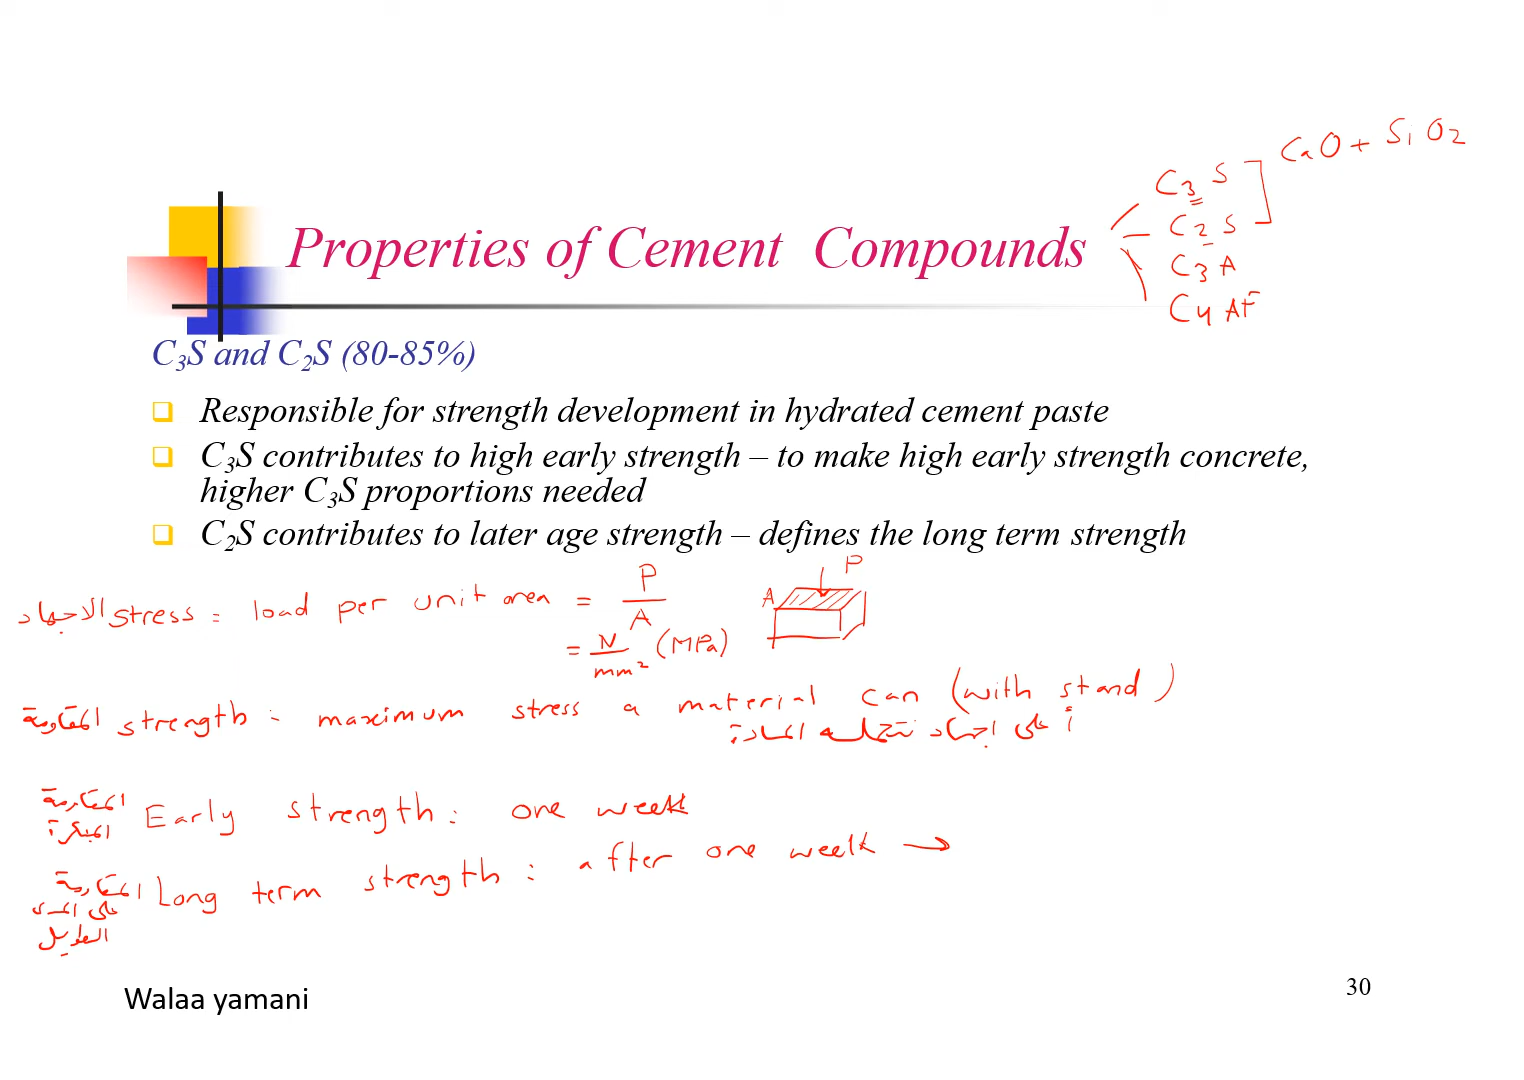 CaO + SiO2
C3S
C2S
C3A
C4AF
Properties of Cement Compounds
C3S and C2S (80-85%)
❑ Responsible for strength development in hydrated cement paste
❑ C3S contributes to high early strength – to make high early strength concrete,
higher C3S proportions needed
❑ C2S contributes to later age strength – defines the long term strength
الاجهاد stress = load per unit area = P/A
P
A
= N/mm² (MPa)
المقاومة strength : maximum stress a material can (with stand)
أعلى اجهاد تتحمله المادة
المقاومة المبكرة Early strength : one week
المقاومة على المدى الطويل Long term strength : after one week →
Walaa yamani
30